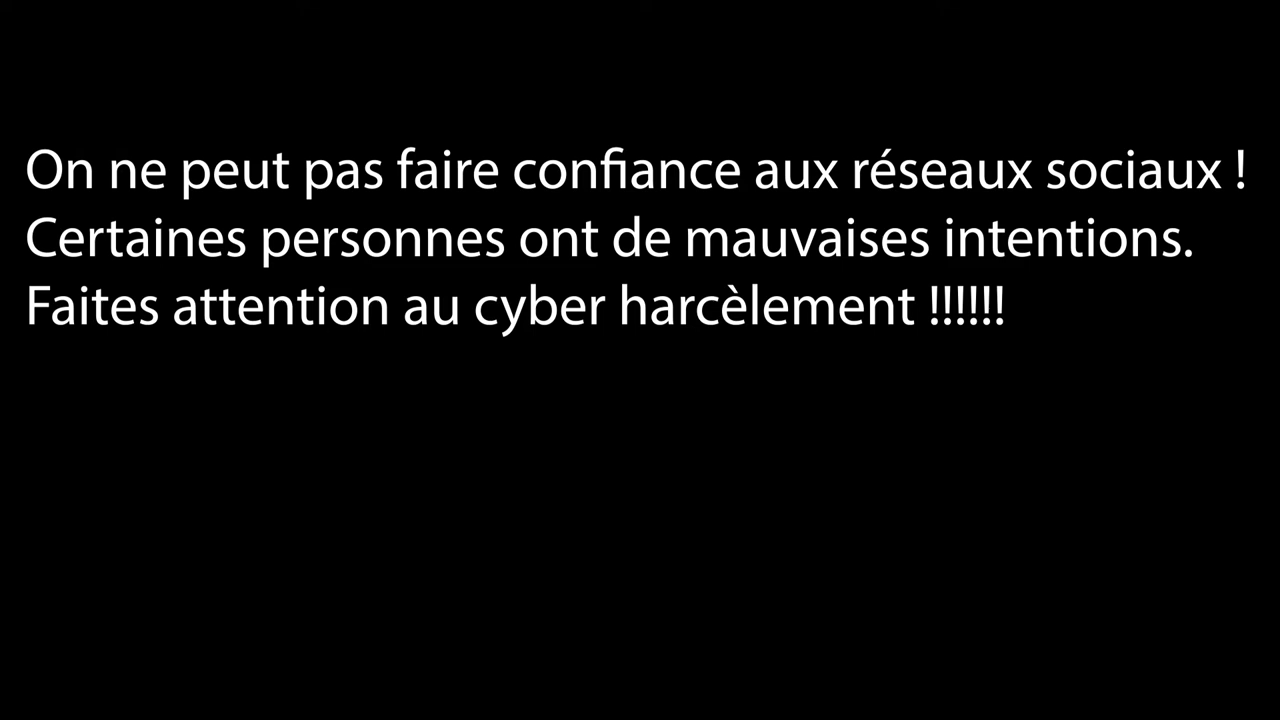 On ne peut pas faire confiance aux réseaux sociaux !
Certaines personnes ont de mauvaises intentions.
Faites attention au cyber harcèlement !!!!!!